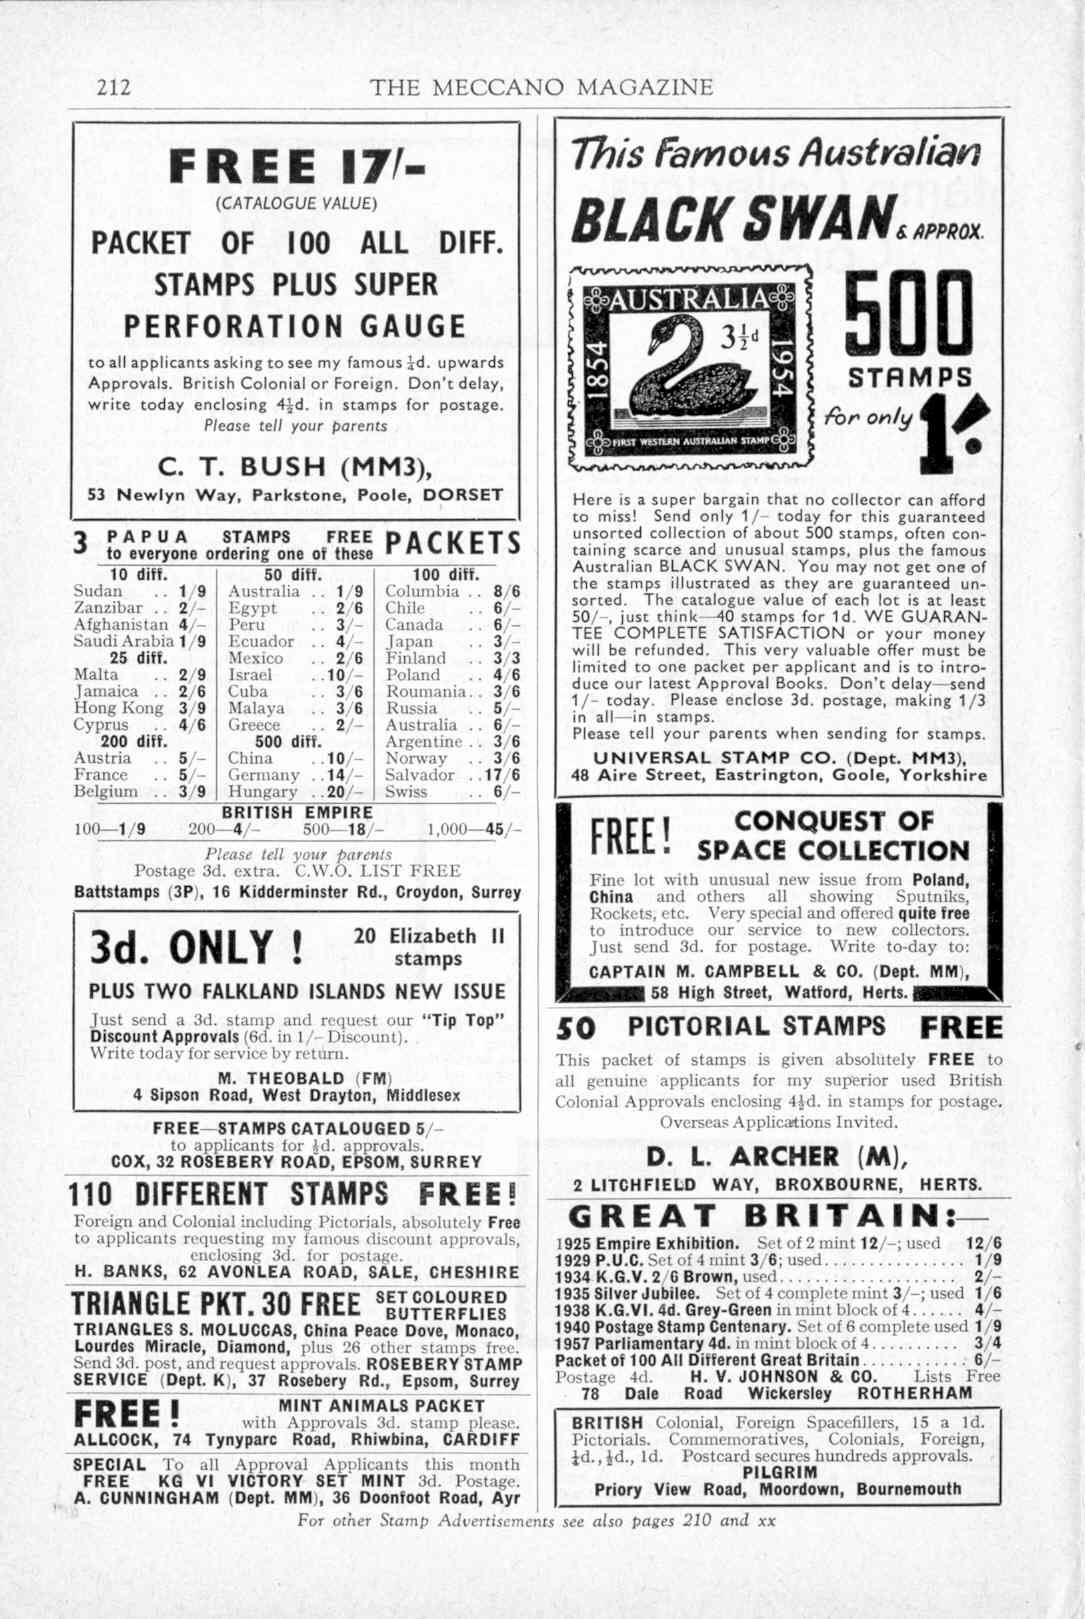 212
THE MECCANO MAGAZINE
FREE 17/-
(CATALOGUE VALUE)
PACKET OF 100 ALL DIFF.
STAMPS PLUS SUPER
PERFORATION GAUGE
to all applicants asking to see my famous ¼d. upwards
Approvals. British Colonial or Foreign. Don't delay,
write today enclosing 4½d. in stamps for postage.
Please tell your parents
C. T. BUSH (MM3),
53 Newlyn Way, Parkstone, Poole, DORSET
3 PAPUA STAMPS FREE
to everyone ordering one of these PACKETS
10 diff.
Sudan .. 1/9
Zanzibar .. 2/-
Afghanistan 4/-
Saudi Arabia 1/9
25 diff.
Malta .. 2/9
Jamaica .. 2/6
Hong Kong 3/9
Cyprus .. 4/6
200 diff.
Austria .. 5/-
France .. 5/-
Belgium .. 3/9
50 diff.
Australia .. 1/9
Egypt .. 2/6
Peru .. 3/-
Ecuador .. 4/-
Mexico .. 2/6
Israel .. 10/-
Cuba .. 3/6
Malaya .. 3/6
Greece .. 2/-
500 diff.
China .. 10/-
Germany .. 14/-
Hungary .. 20/-
100 diff.
Columbia .. 8/6
Chile .. 6/-
Canada .. 6/-
Japan .. 3/-
Finland .. 3/3
Poland .. 4/6
Roumania .. 3/6
Russia .. 5/-
Australia .. 6/-
Argentine .. 3/6
Norway .. 3/6
Salvador .. 17/6
Swiss .. 6/-
BRITISH EMPIRE
100—1/9 200—4/- 500—18/- 1,000—45/-
Please tell your parents
Postage 3d. extra. C.W.O. LIST FREE
Battstamps (3P), 16 Kidderminster Rd., Croydon, Surrey
3d. ONLY! 20 Elizabeth II
stamps
PLUS TWO FALKLAND ISLANDS NEW ISSUE
Just send a 3d. stamp and request our "Tip Top"
Discount Approvals (6d. in 1/- Discount).
Write today for service by return.
M. THEOBALD (FM)
4 Sipson Road, West Drayton, Middlesex
FREE—STAMPS CATALOUGED 5/-
to applicants for ½d. approvals.
COX, 32 ROSEBERY ROAD, EPSOM, SURREY
110 DIFFERENT STAMPS FREE!
Foreign and Colonial including Pictorials, absolutely Free
to applicants requesting my famous discount approvals,
enclosing 3d. for postage.
H. BANKS, 62 AVONLEA ROAD, SALE, CHESHIRE
TRIANGLE PKT. 30 FREE SET COLOURED
BUTTERFLIES
TRIANGLES S. MOLUCCAS, China Peace Dove, Monaco,
Lourdes Miracle, Diamond, plus 26 other stamps free.
Send 3d. post, and request approvals. ROSEBERY STAMP
SERVICE (Dept. K), 37 Rosebery Rd., Epsom, Surrey
FREE! MINT ANIMALS PACKET
with Approvals 3d. stamp please.
ALLCOCK, 74 Tynyparc Road, Rhiwbina, CARDIFF
SPECIAL To all Approval Applicants this month
FREE KG VI VICTORY SET MINT 3d. Postage.
A. CUNNINGHAM (Dept. MM), 36 Doonfoot Road, Ayr
This Famous Australian
BLACK SWAN & APPROX.
AUSTRALIA
3½d
1854
1954
FIRST WESTERN AUSTRALIAN STAMP
500
STAMPS
for only 1/-
Here is a super bargain that no collector can afford
to miss! Send only 1/- today for this guaranteed
unsorted collection of about 500 stamps, often con-
taining scarce and unusual stamps, plus the famous
Australian BLACK SWAN. You may not get one of
the stamps illustrated as they are guaranteed un-
sorted. The catalogue value of each lot is at least
50/-, just think—40 stamps for 1d. WE GUARAN-
TEE COMPLETE SATISFACTION or your money
will be refunded. This very valuable offer must be
limited to one packet per applicant and is to intro-
duce our latest Approval Books. Don't delay—send
1/- today. Please enclose 3d. postage, making 1/3
in all—in stamps.
Please tell your parents when sending for stamps.
UNIVERSAL STAMP CO. (Dept. MM3),
48 Aire Street, Eastrington, Goole, Yorkshire
FREE! CONQUEST OF
SPACE COLLECTION
Fine lot with unusual new issue from Poland,
China and others all showing Sputniks,
Rockets, etc. Very special and offered quite free
to introduce our service to new collectors.
Just send 3d. for postage. Write to-day to:
CAPTAIN M. CAMPBELL & CO. (Dept. MM),
58 High Street, Watford, Herts.
50 PICTORIAL STAMPS FREE
This packet of stamps is given absolutely FREE to
all genuine applicants for my superior used British
Colonial Approvals enclosing 4½d. in stamps for postage.
Overseas Applications Invited.
D. L. ARCHER (M),
2 LITCHFIELD WAY, BROXBOURNE, HERTS.
GREAT BRITAIN:—
1925 Empire Exhibition. Set of 2 mint 12/-; used 12/6
1929 P.U.C. Set of 4 mint 3/6; used ................ 1/9
1934 K.G.V. 2/6 Brown, used .................... 2/-
1935 Silver Jubilee. Set of 4 complete mint 3/-; used 1/6
1938 K.G.VI. 4d. Grey-Green in mint block of 4 ...... 4/-
1940 Postage Stamp Centenary. Set of 6 complete used 1/9
1957 Parliamentary 4d. in mint block of 4 .......... 3/4
Packet of 100 All Different Great Britain ............ 6/-
Postage 4d. H. V. JOHNSON & CO. Lists Free
78 Dale Road Wickersley ROTHERHAM
BRITISH Colonial, Foreign Spacefillers, 15 a 1d.
Pictorials. Commemoratives, Colonials, Foreign,
¼d., ½d., 1d. Postcard secures hundreds approvals.
PILGRIM
Priory View Road, Moordown, Bournemouth
For other Stamp Advertisements see also pages 210 and xx